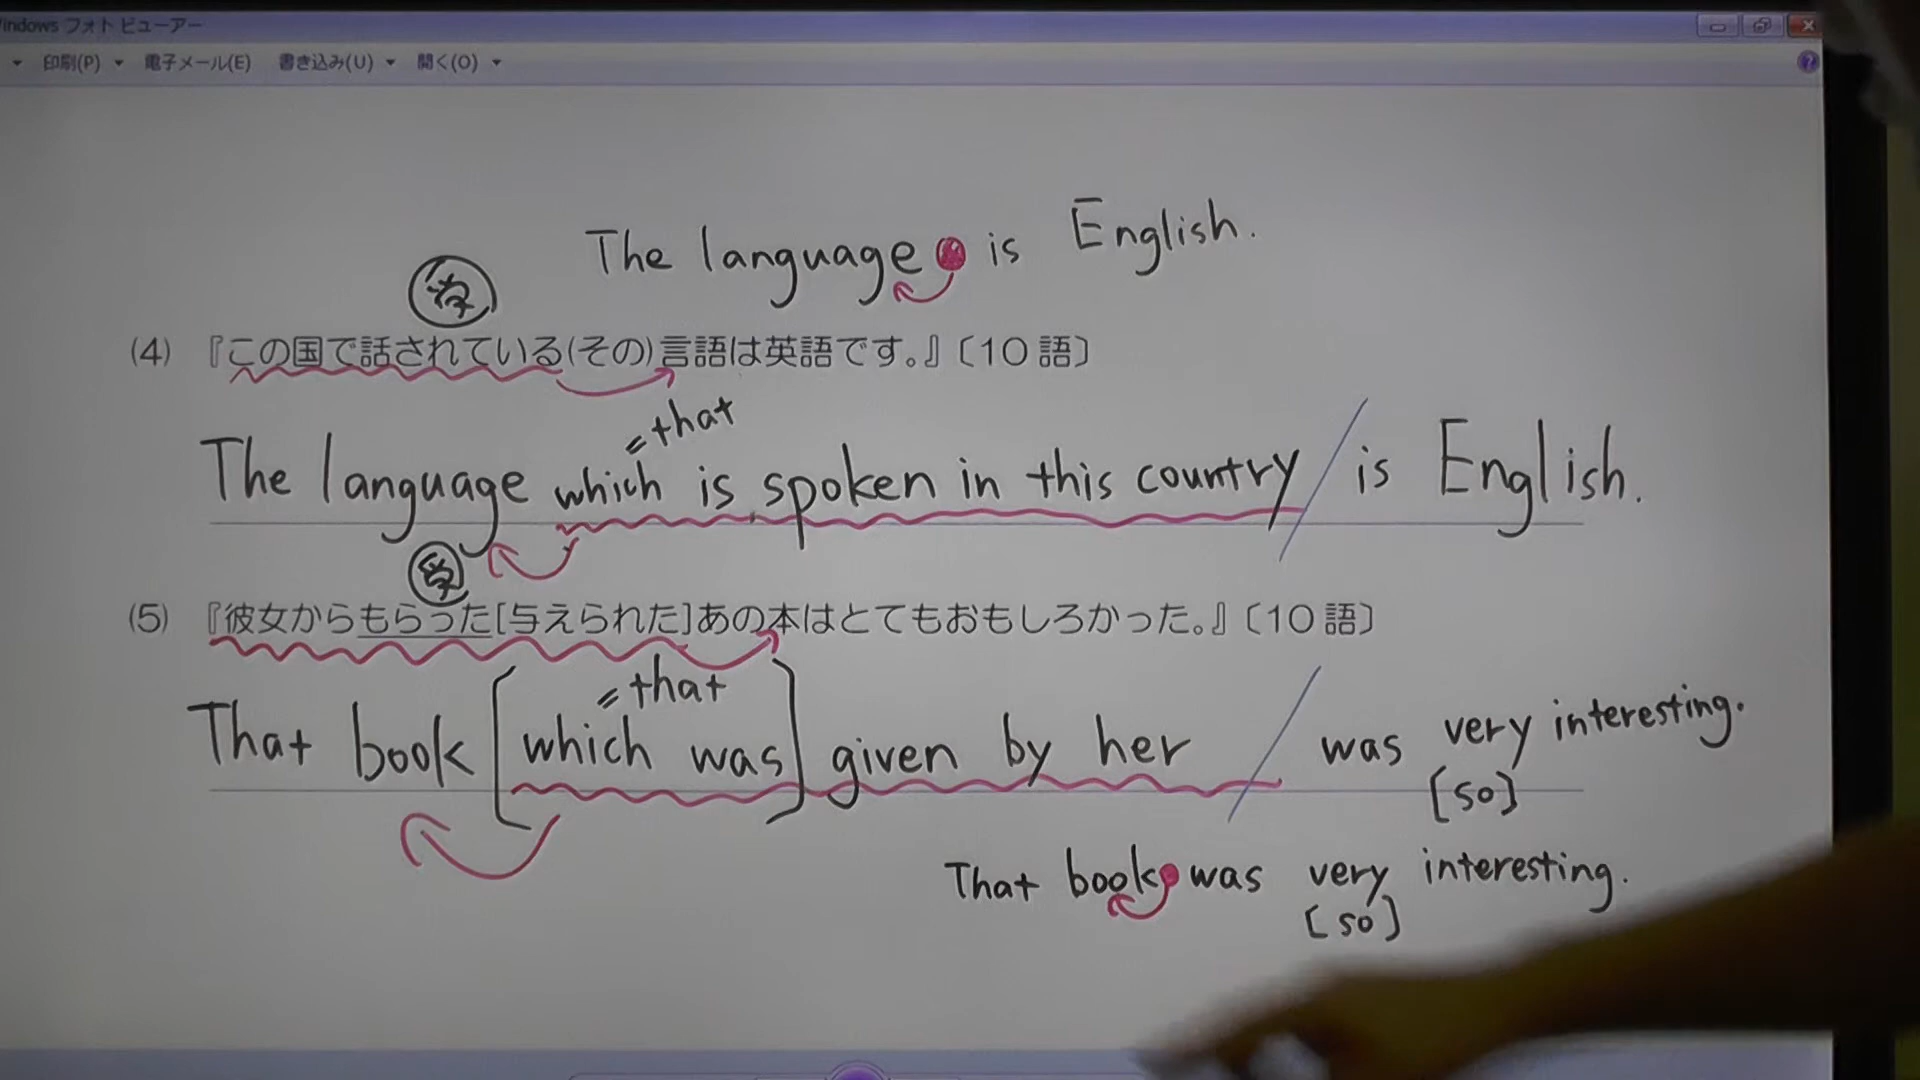 Windows フォト ビューアー
印刷(P) 電子メール(E) 書き込み(U) 開く(O)
The language is English.
(4) 『この国で話されている(その)言語は英語です。』〔10 語〕
= that
The language which is spoken in this country / is English.
(5) 『彼女からもらった[与えられた]あの本はとてもおもしろかった。』〔10 語〕
= that
That book [which was] given by her / was very interesting.
[so]
That book was very interesting.
[so]